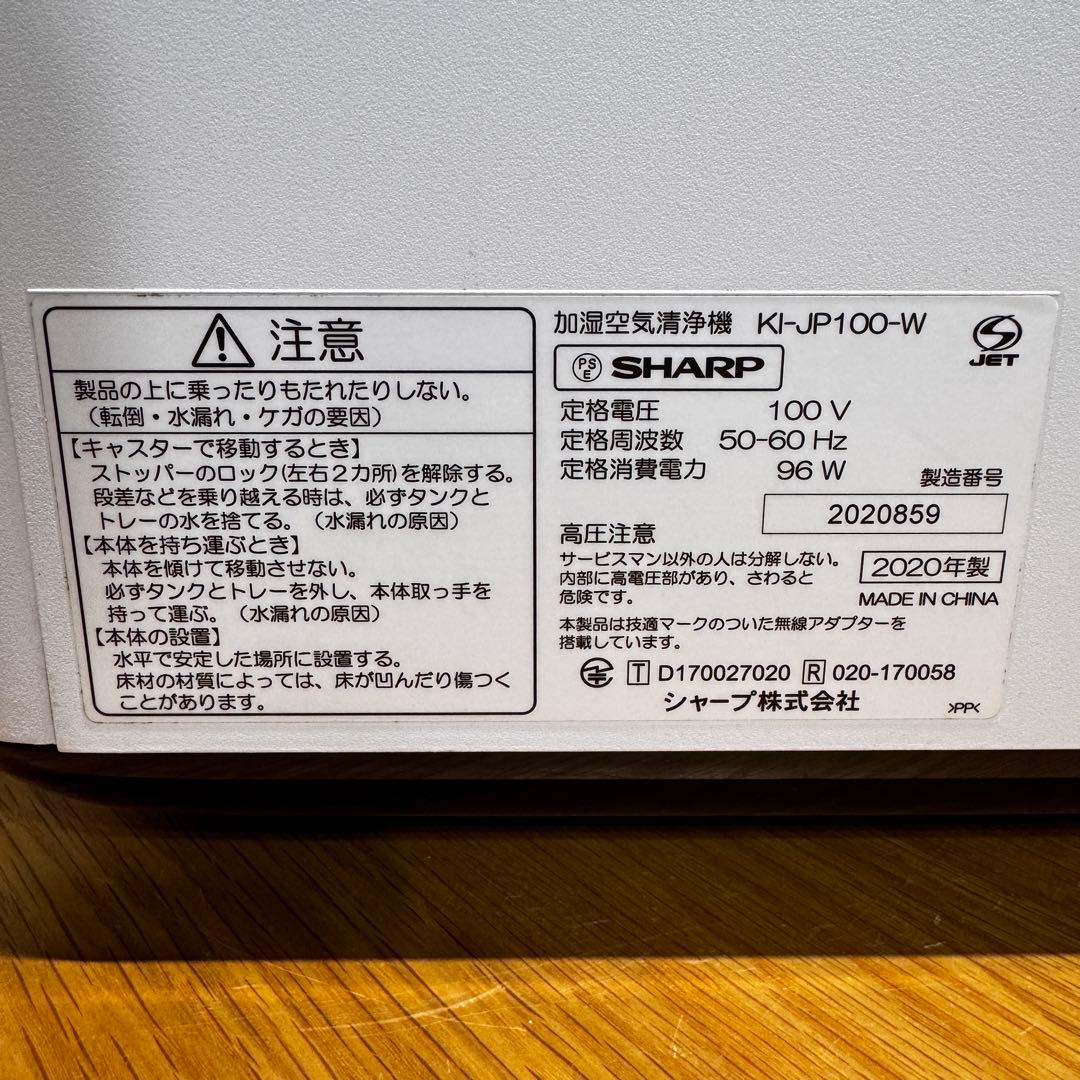 注意
製品の上に乗ったりもたれたりしない。
（転倒・水漏れ・ケガの要因）
【キャスターで移動するとき】
ストッパーのロック(左右2カ所)を解除する。
段差などを乗り越える時は、必ずタンクと
トレーの水を捨てる。（水漏れの原因）
【本体を持ち運ぶとき】
本体を傾けて移動させない。
必ずタンクとトレーを外し、本体取っ手を
持って運ぶ。（水漏れの原因）
【本体の設置】
水平で安定した場所に設置する。
床材の材質によっては、床が凹んだり傷つく
ことがあります。
加湿空気清浄機 KI-JP100-W
JET
PSE SHARP
定格電圧 100 V
定格周波数 50-60 Hz
定格消費電力 96 W
製造番号
2020859
高圧注意
サービスマン以外の人は分解しない。
内部に高電圧部があり、さわると
危険です。
2020年製
MADE IN CHINA
本製品は技適マークのついた無線アダプターを
搭載しています。
T D170027020 R 020-170058
シャープ株式会社
>PP<